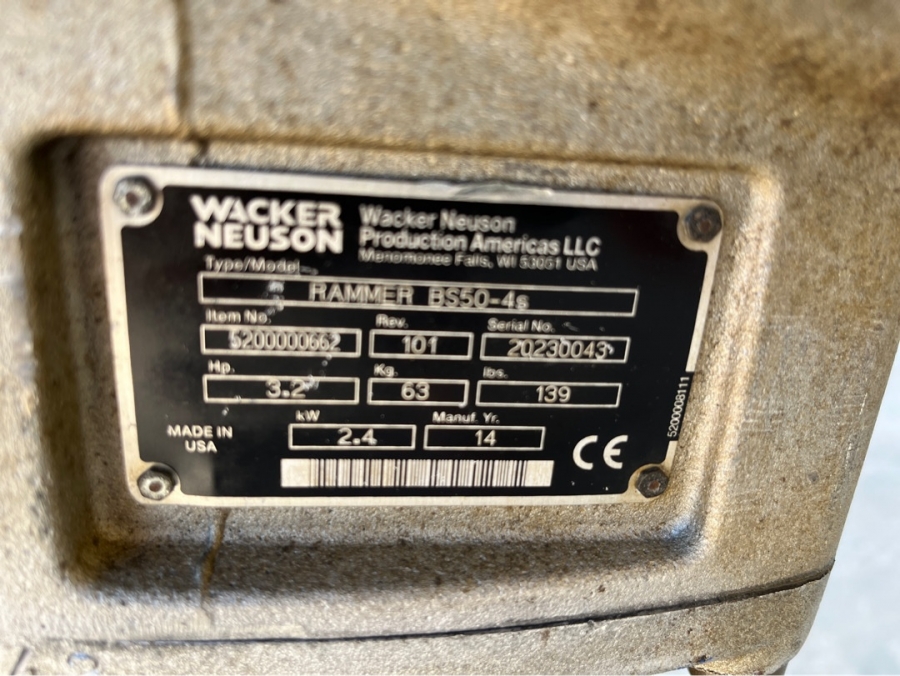 WACKER
NEUSON
Wacker Neuson
Production Americas LLC
Menomonee Falls, WI 53051 USA
Type/Model
RAMMER BS50-4s
Item No.
Rev.
Serial No.
5200000662
101
20230043
Hp.
Kg.
lbs.
3.2
63
139
kW
Manuf. Yr.
MADE IN
USA
2.4
14
CE
5200008111